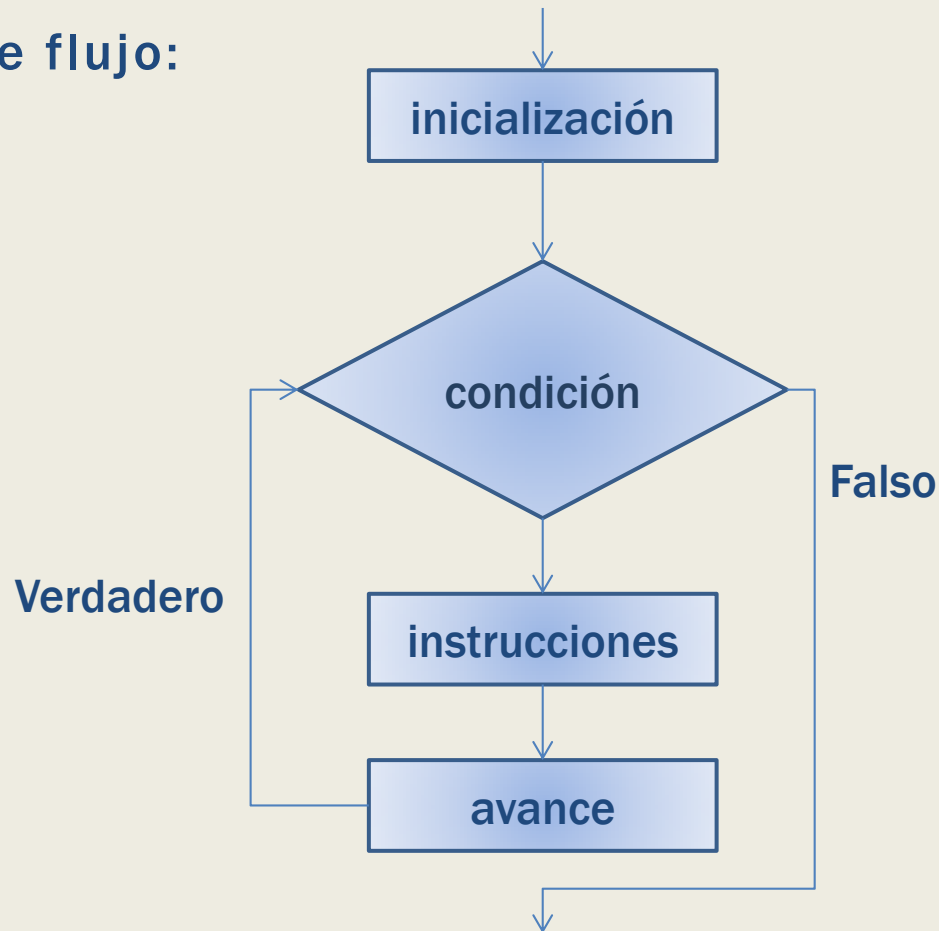 e flujo:
inicialización
condición
Falso
Verdadero
instrucciones
avance